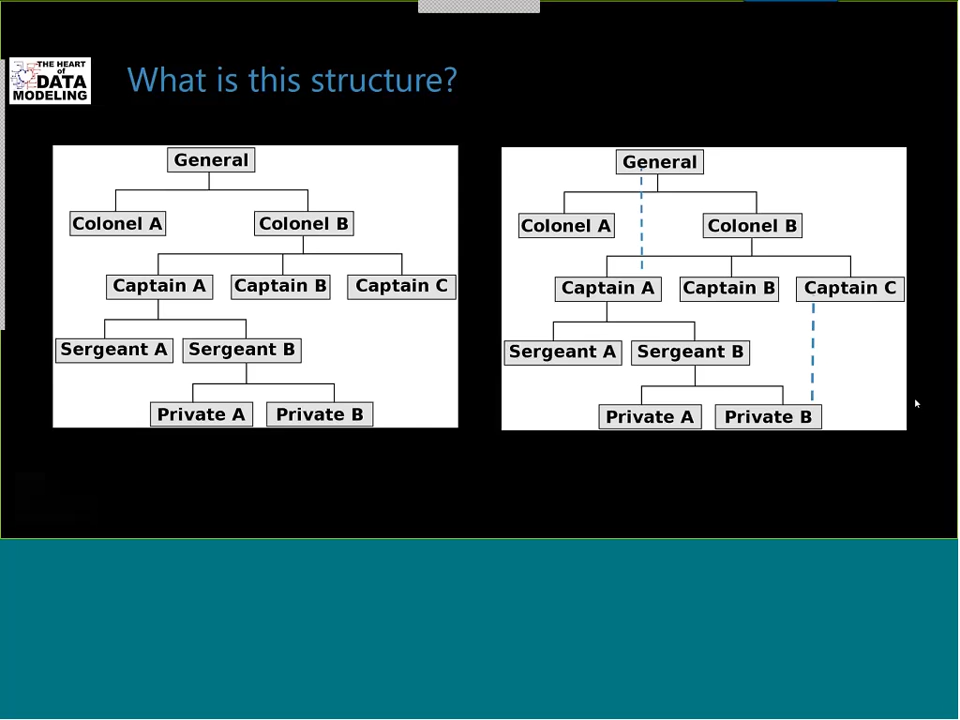 THE HEART
of
DATA
MODELING
What is this structure?
General
Colonel A Colonel B
Captain A Captain B Captain C
Sergeant A Sergeant B
Private A Private B
General
Colonel A Colonel B
Captain A Captain B Captain C
Sergeant A Sergeant B
Private A Private B